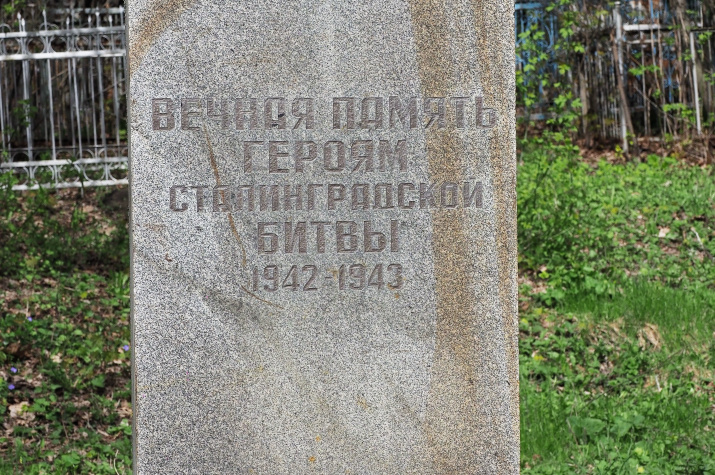 ВЕЧНАЯ ПАМЯТЬ
ГЕРОЯМ
СТАЛИНГРАДСКОЙ
БИТВЫ
1942-1943